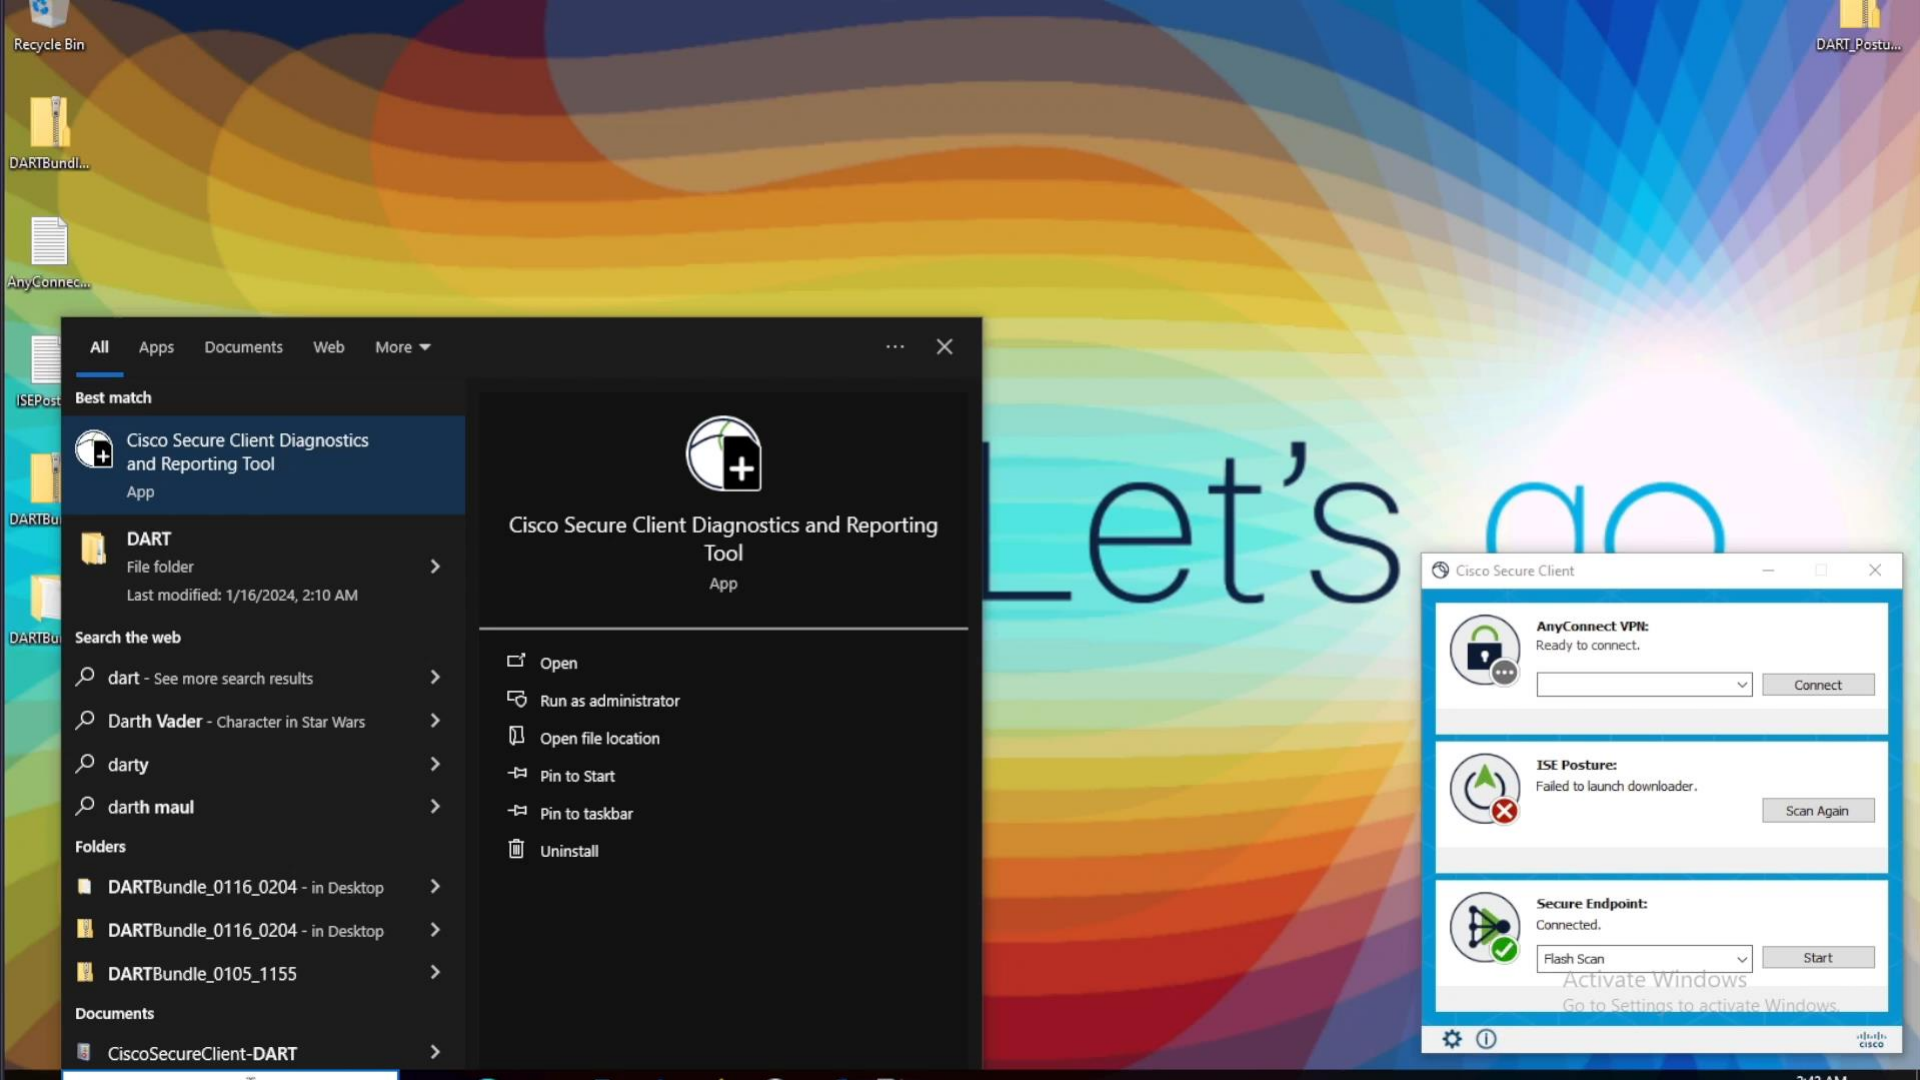 Recycle Bin
DART_Postu...
DARTBundl...
AnyConnec...
ISEPost
DARTBu
DARTBu
All Apps Documents Web More
Best match
Cisco Secure Client Diagnostics
and Reporting Tool
App
DART
File folder
Last modified: 1/16/2024, 2:10 AM
Search the web
dart - See more search results
Darth Vader - Character in Star Wars
darty
darth maul
Folders
DARTBundle_0116_0204 - in Desktop
DARTBundle_0116_0204 - in Desktop
DARTBundle_0105_1155
Documents
CiscoSecureClient-DART
Cisco Secure Client Diagnostics and Reporting
Tool
App
Open
Run as administrator
Open file location
Pin to Start
Pin to taskbar
Uninstall
Let's go
Cisco Secure Client
AnyConnect VPN:
Ready to connect.
Connect
ISE Posture:
Failed to launch downloader.
Scan Again
Secure Endpoint:
Connected.
Flash Scan
Start
Activate Windows
Go to Settings to activate Windows.
cisco